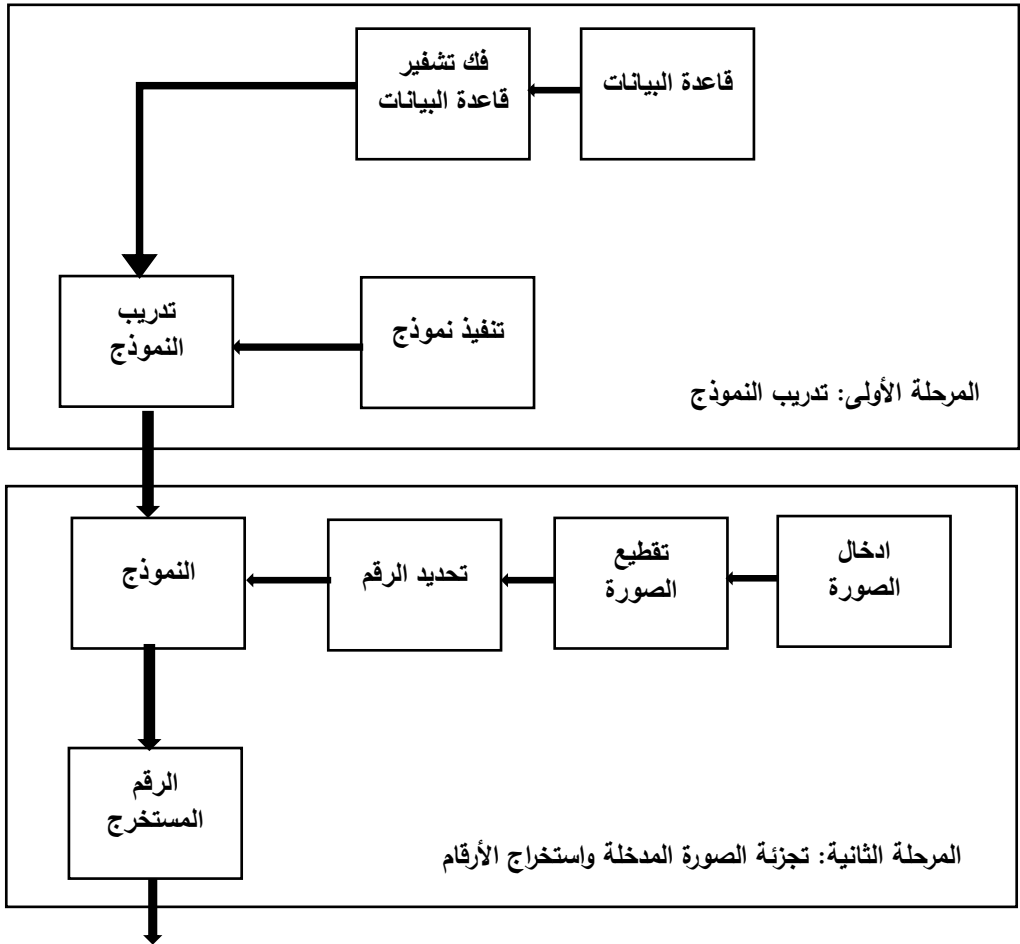 قاعدة البيانات
فك تشفير
قاعدة البيانات
تنفيذ نموذج
تدريب
النموذج
المرحلة الأولى: تدريب النموذج
ادخال
الصورة
تقطيع
الصورة
تحديد الرقم
النموذج
الرقم
المستخرج
المرحلة الثانية: تجزئة الصورة المدخلة واستخراج الأرقام